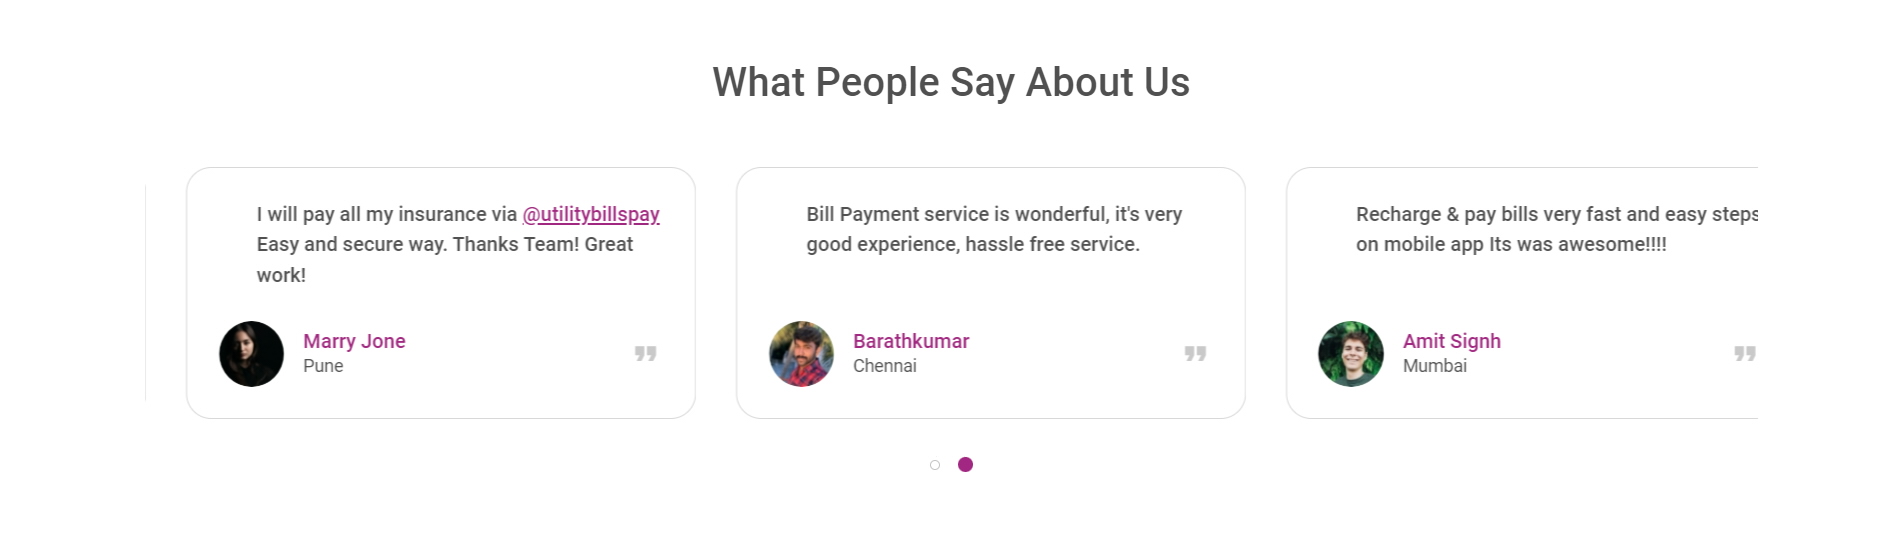 What People Say About Us
I will pay all my insurance via @utilitybillspay
Easy and secure way. Thanks Team! Great
work!
Marry Jone
Pune
Bill Payment service is wonderful, it's very
good experience, hassle free service.
Barathkumar
Chennai
Recharge & pay bills very fast and easy steps
on mobile app Its was awesome!!!!
Amit Signh
Mumbai